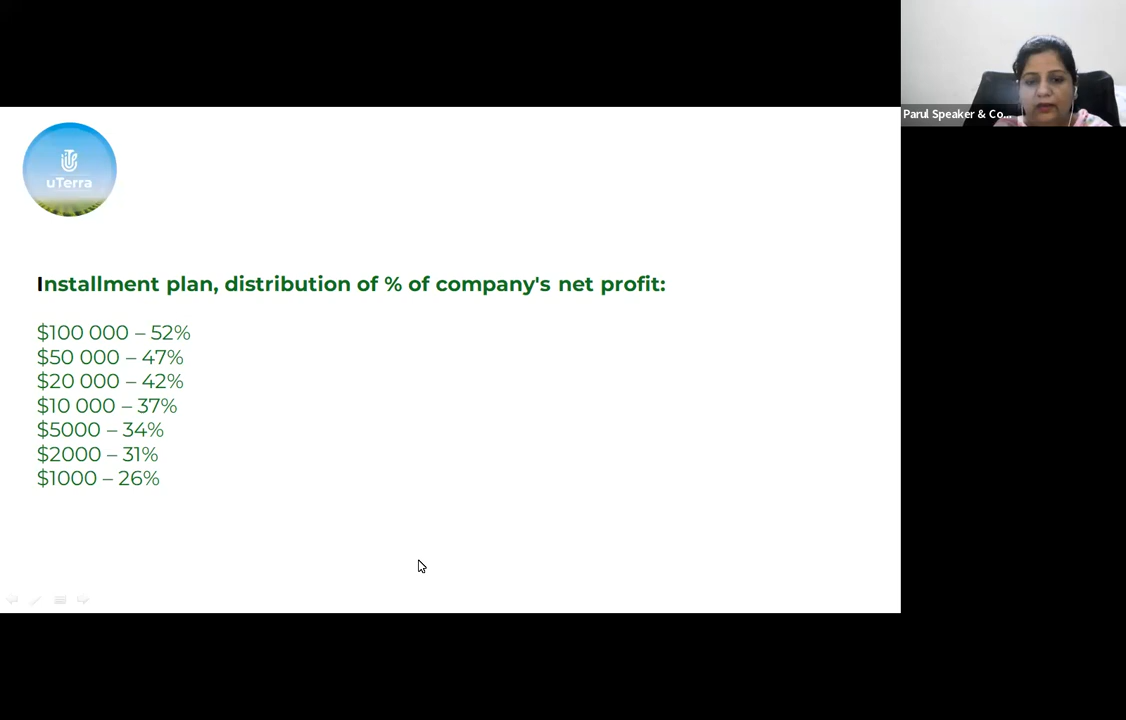 Parul Speaker & Co...
uTerra
Installment plan, distribution of % of company's net profit:
$100 000 – 52%
$50 000 – 47%
$20 000 – 42%
$10 000 – 37%
$5000 – 34%
$2000 – 31%
$1000 – 26%